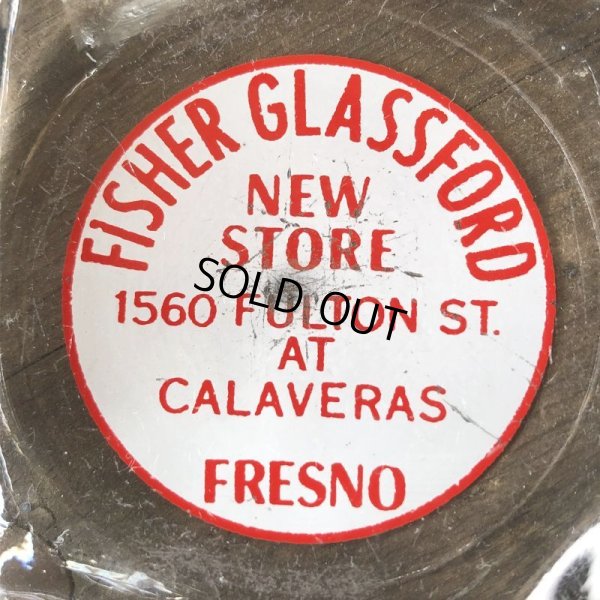 FISHER GLASSFORD
NEW
STORE
1560 FULTON ST.
SOLD OUT
AT
CALAVERAS
FRESNO